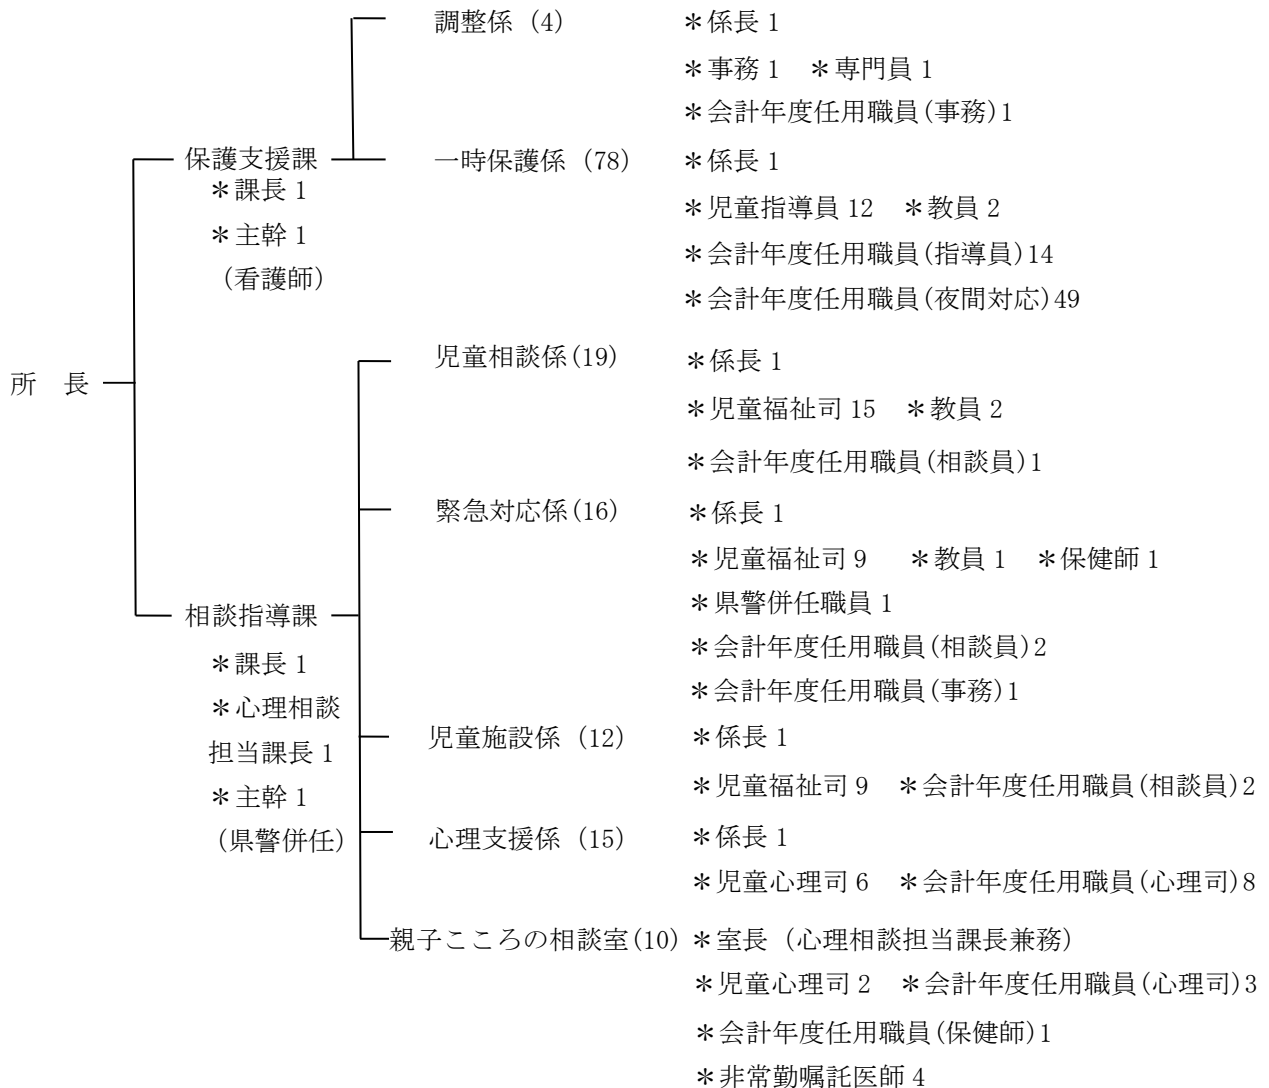 調整係 (4) ＊係長 1
＊事務 1 ＊専門員 1
＊会計年度任用職員(事務)1
保護支援課 一時保護係 (78) ＊係長 1
＊課長 1
＊児童指導員 12 ＊教員 2
＊主幹 1
＊会計年度任用職員(指導員)14
(看護師)
＊会計年度任用職員(夜間対応)49
児童相談係(19) ＊係長 1
所　長
＊児童福祉司 15 ＊教員 2
＊会計年度任用職員(相談員)1
緊急対応係(16) ＊係長 1
＊児童福祉司 9 ＊教員 1 ＊保健師 1
相談指導課 ＊県警併任職員 1
＊課長 1 ＊会計年度任用職員(相談員)2
＊心理相談 ＊会計年度任用職員(事務)1
担当課長 1 児童施設係 (12) ＊係長 1
＊主幹 1 ＊児童福祉司 9 ＊会計年度任用職員(相談員)2
(県警併任) 心理支援係 (15) ＊係長 1
＊児童心理司 6 ＊会計年度任用職員(心理司)8
親子こころの相談室(10) ＊室長 (心理相談担当課長兼務)
＊児童心理司 2 ＊会計年度任用職員(心理司)3
＊会計年度任用職員(保健師)1
＊非常勤嘱託医師 4